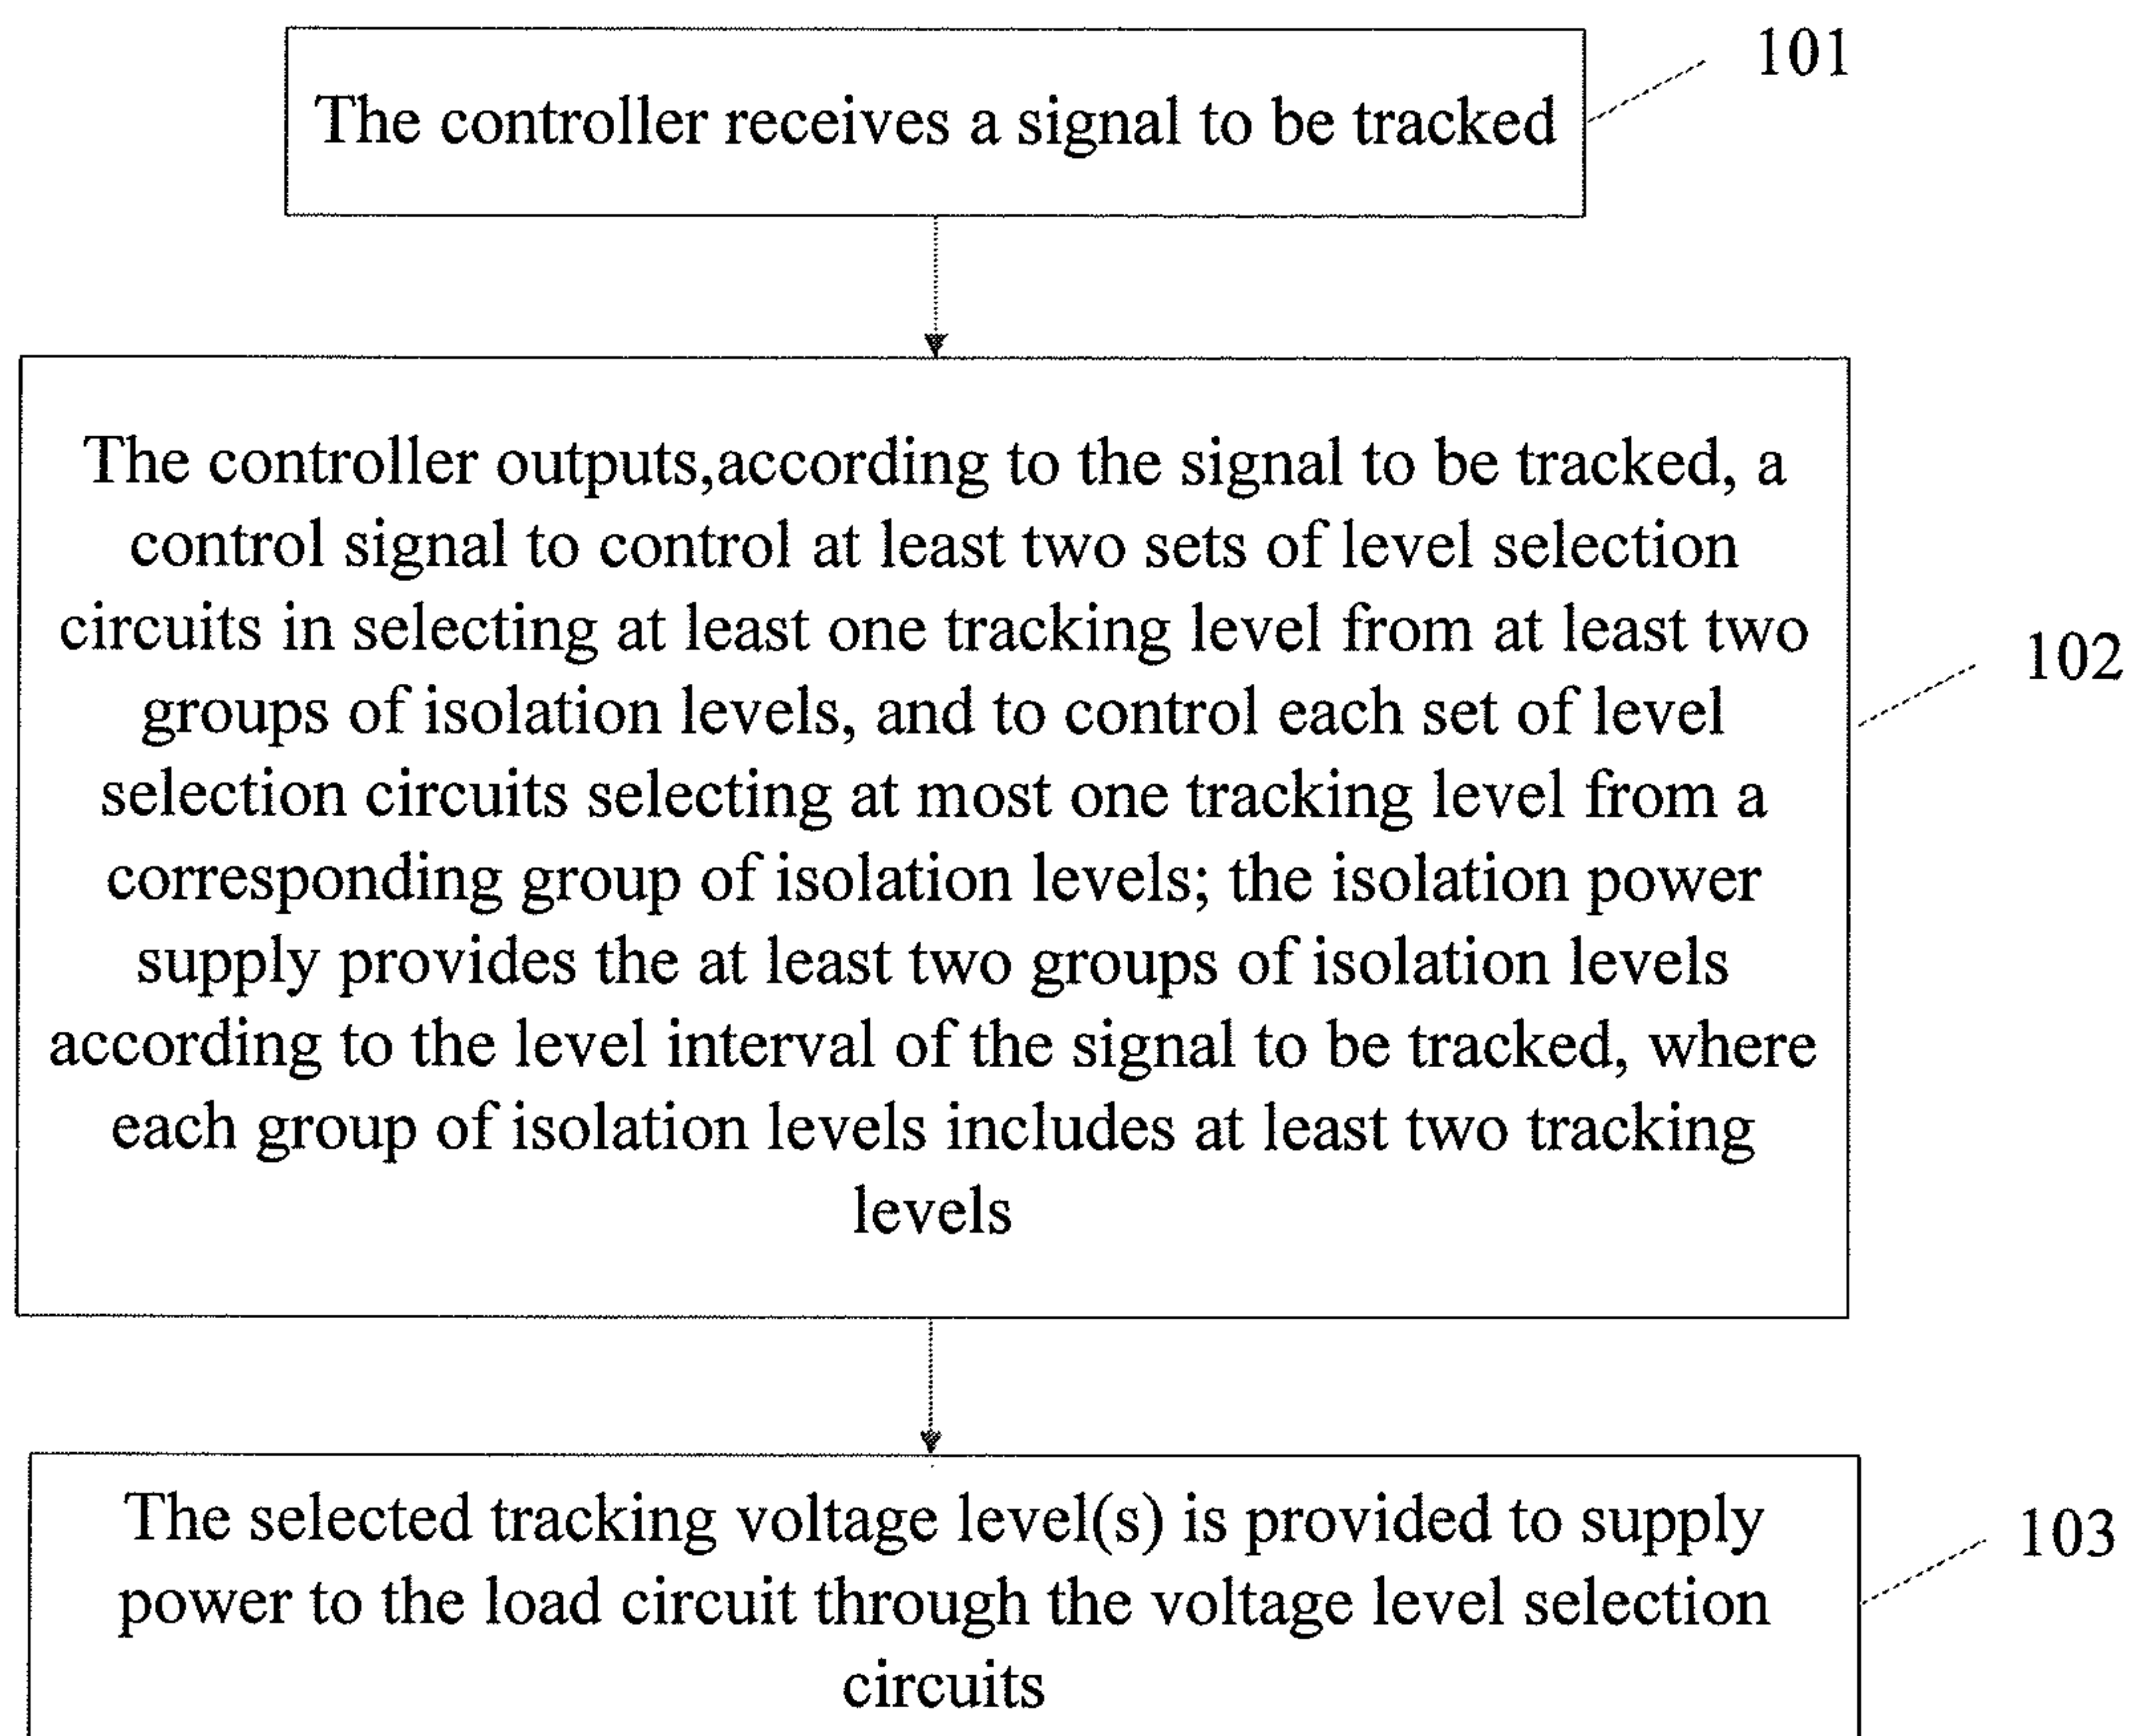 101
The controller receives a signal to be tracked
The controller outputs,according to the signal to be tracked, a
control signal to control at least two sets of level selection
circuits in selecting at least one tracking level from at least two
groups of isolation levels, and to control each set of level
selection circuits selecting at most one tracking level from a
corresponding group of isolation levels; the isolation power
supply provides the at least two groups of isolation levels
according to the level interval of the signal to be tracked, where
each group of isolation levels includes at least two tracking
levels
102
The selected tracking voltage level(s) is provided to supply
power to the load circuit through the voltage level selection
circuits
103